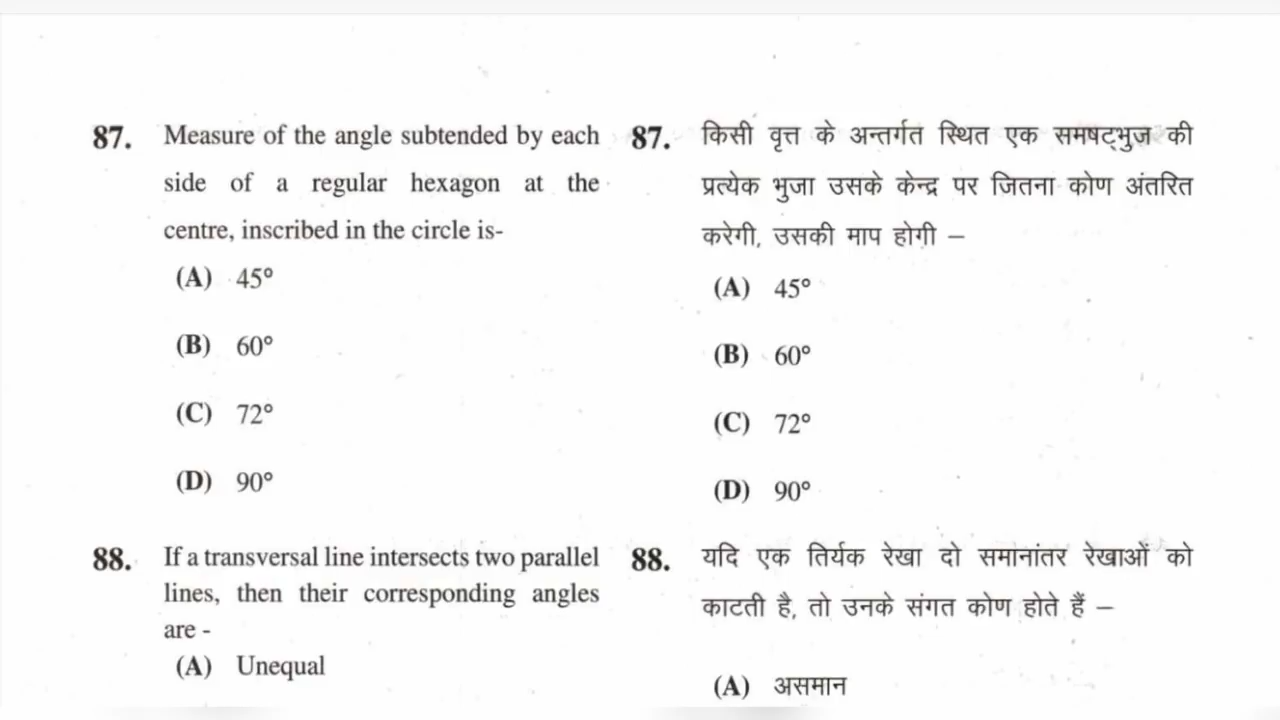 87. Measure of the angle subtended by each
side of a regular hexagon at the
centre, inscribed in the circle is-
(A) 45°
(B) 60°
(C) 72°
(D) 90°
88. If a transversal line intersects two parallel
lines, then their corresponding angles
are -
(A) Unequal
87. किसी वृत्त के अन्तर्गत स्थित एक समषट्भुज की
प्रत्येक भुजा उसके केन्द्र पर जितना कोण अंतरित
करेगी, उसकी माप होगी –
(A) 45°
(B) 60°
(C) 72°
(D) 90°
88. यदि एक तिर्यक रेखा दो समानांतर रेखाओं को
काटती है, तो उनके संगत कोण होते हैं –
(A) असमान